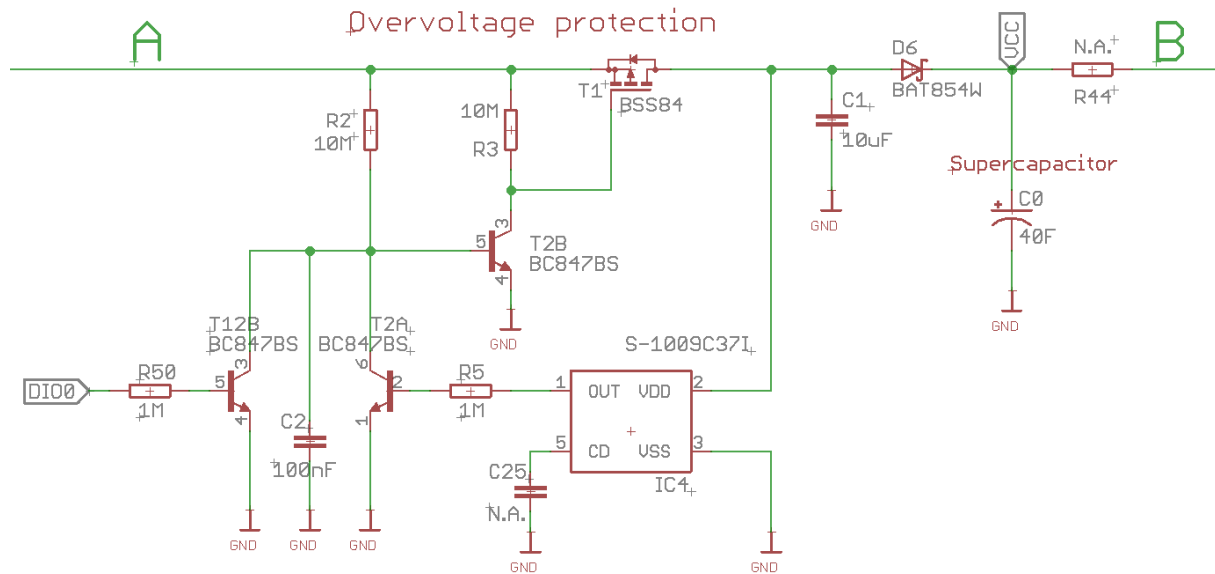 Overvoltage protection
A
B
D6
VCC
N.A.
T1
BSS84
BAT854W
R44
R2
10M
10M
R3
C1
10uF
GND
Supercapacitor
C0
40F
GND
3
5
4
T2B
BC847BS
GND
T12B
BC847BS
T2A
BC847BS
S-1009C37I
DIO0
R50
1M
5
3
4
6
2
1
R5
1M
1
OUT
VDD
2
5
CD
VSS
3
IC4
C2
100nF
C25
N.A.
GND
GND
GND
GND
GND